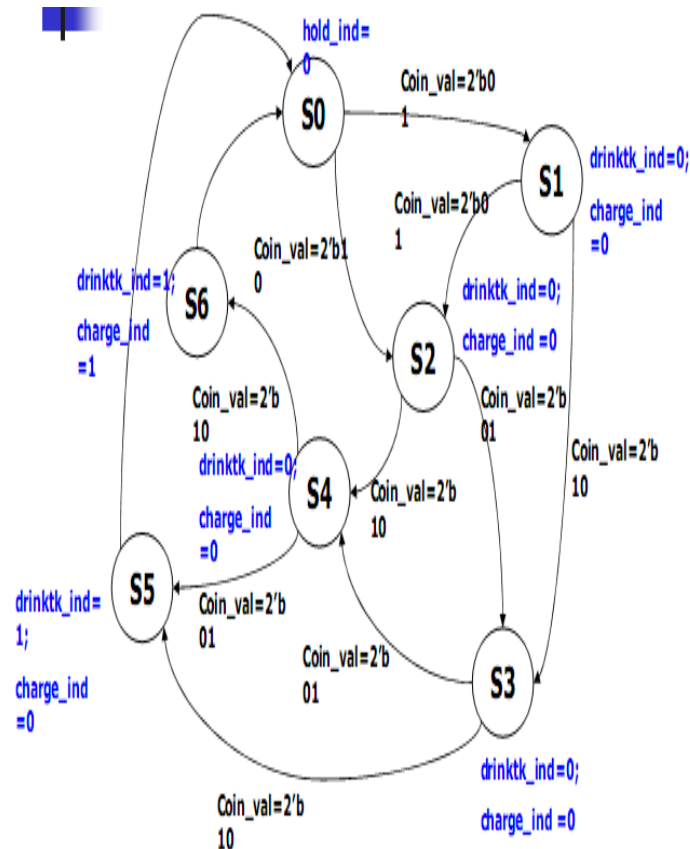 hold_ind=
0
S0
Coin_val=2'b0
1
S1
drinktk_ind=0;
charge_ind
=0
Coin_val=2'b0
1
Coin_val=2'b1
0
drinktk_ind=1;
charge_ind
=1
S6
drinktk_ind=0;
charge_ind =0
S2
Coin_val=2'b
10
Coin_val=2'b
01
Coin_val=2'b
10
drinktk_ind=0;
charge_ind
=0
S4
Coin_val=2'b
10
S5
drinktk_ind=
1;
charge_ind
=0
Coin_val=2'b
01
Coin_val=2'b
01
S3
drinktk_ind=0;
charge_ind =0
Coin_val=2'b
10